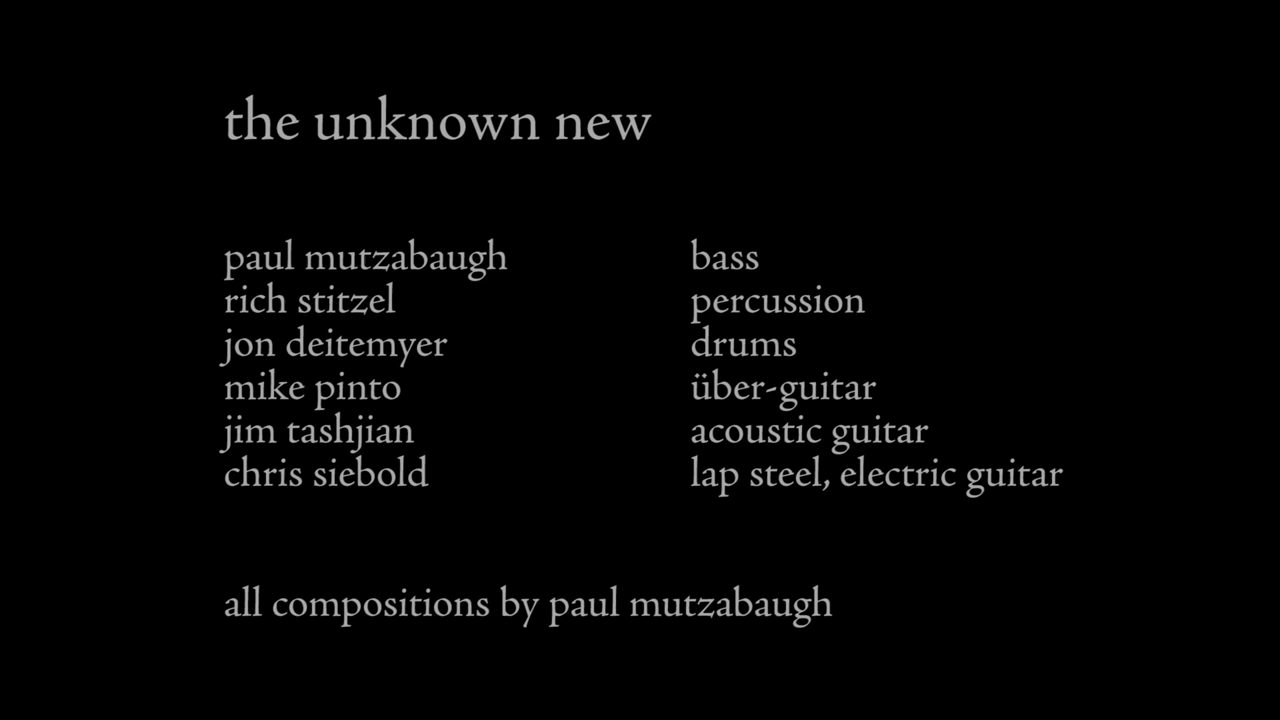 the unknown new
paul mutzabaugh bass
rich stitzel percussion
jon deitemyer drums
mike pinto über-guitar
jim tashjian acoustic guitar
chris siebold lap steel, electric guitar
all compositions by paul mutzabaugh